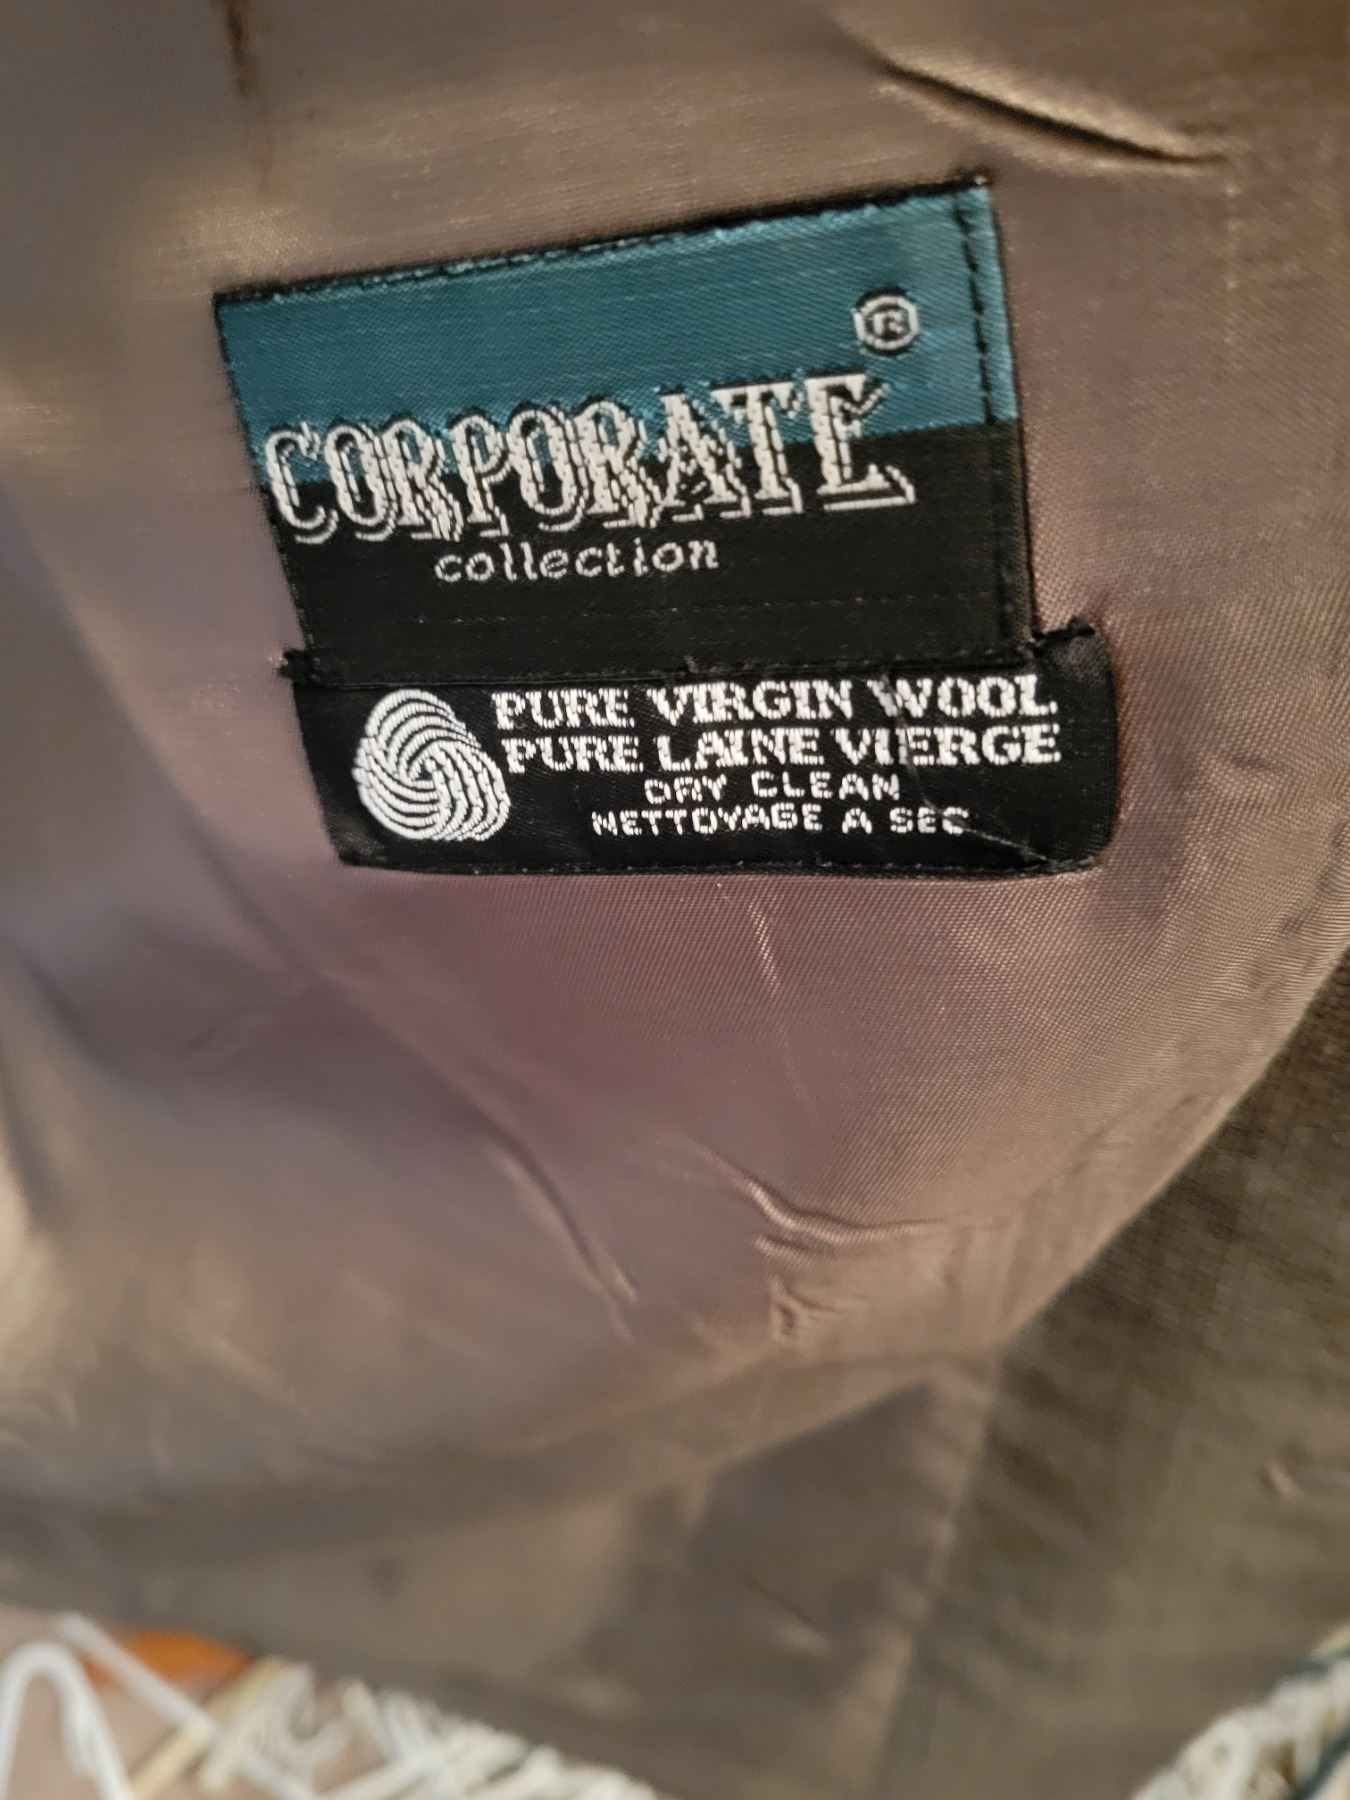 ®
CORPORATE
collection
PURE VIRGIN WOOL
PURE LAINE VIERGE
DRY CLEAN
NETTOYAGE A SEC